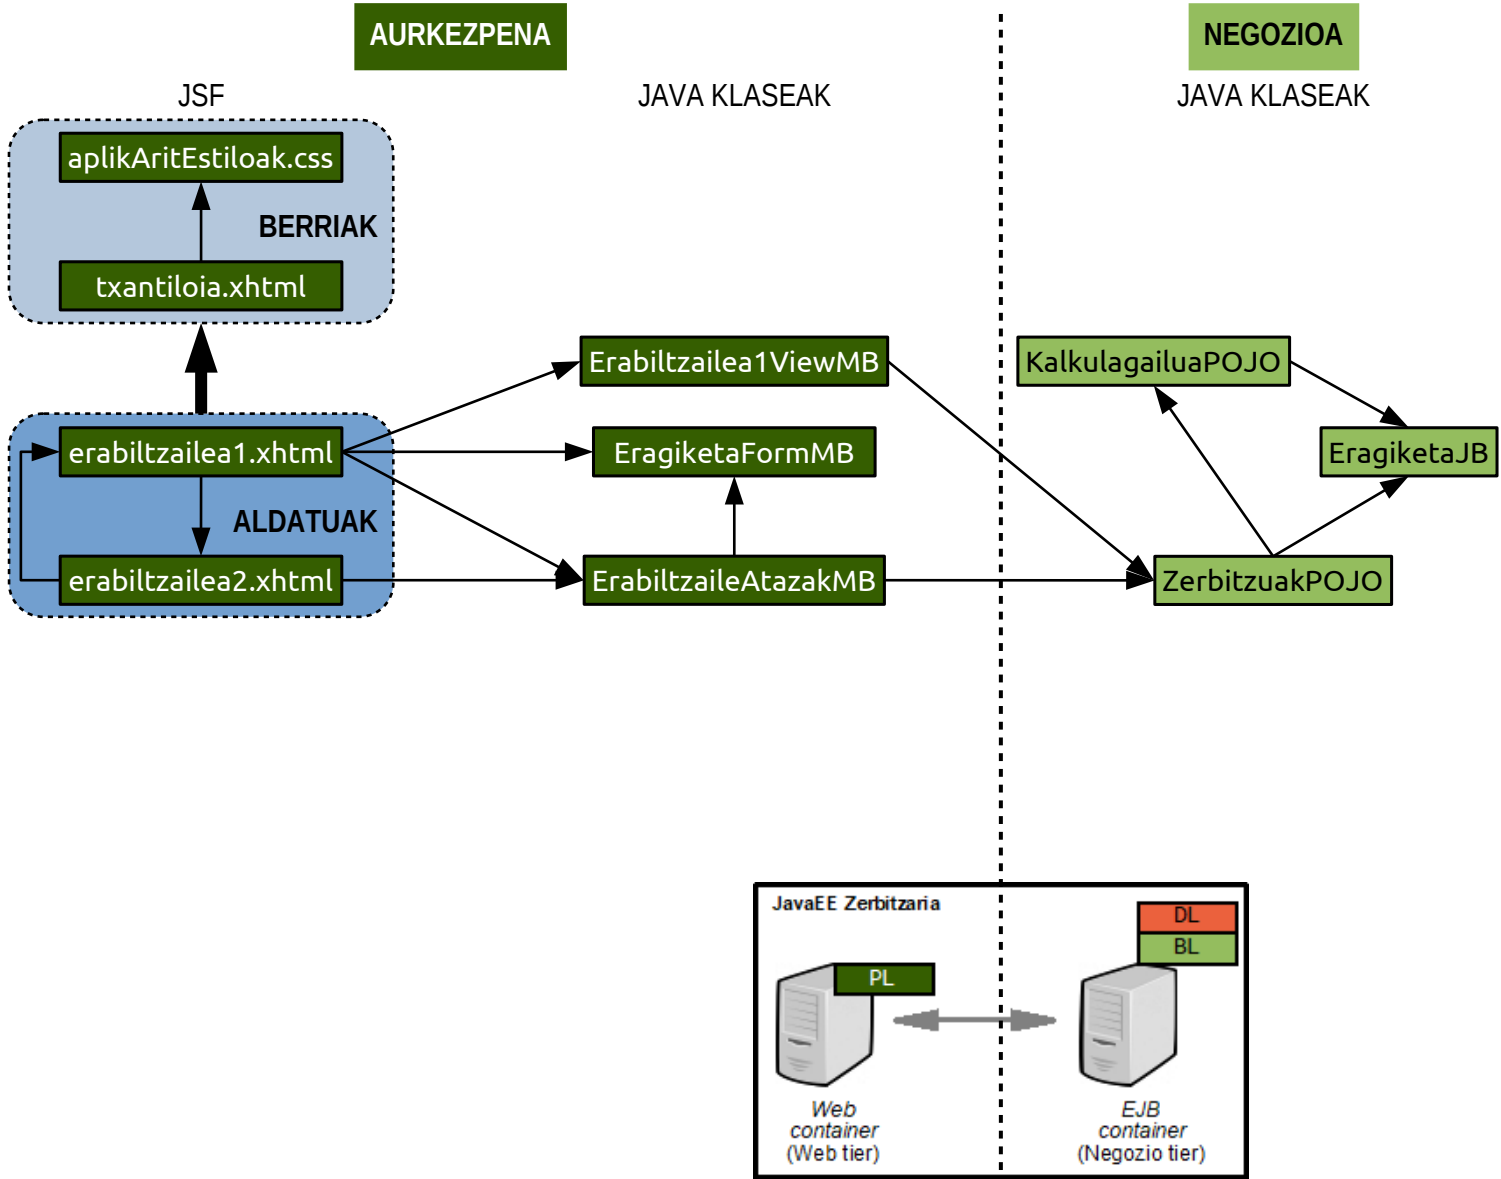 AURKEZPENA
NEGOZIOA
JSF
JAVA KLASEAK
JAVA KLASEAK
aplikAritEstiloak.css
BERRIAK
txantiloia.xhtml
Erabiltzailea1ViewMB
KalkulagailuaPOJO
erabiltzailea1.xhtml
EragiketaFormMB
EragiketaJB
ALDATUAK
erabiltzailea2.xhtml
ErabiltzaileAtazakMB
ZerbitzuakPOJO
JavaEE Zerbitzaria
DL
BL
PL
Web
container
(Web tier)
EJB
container
(Negozio tier)